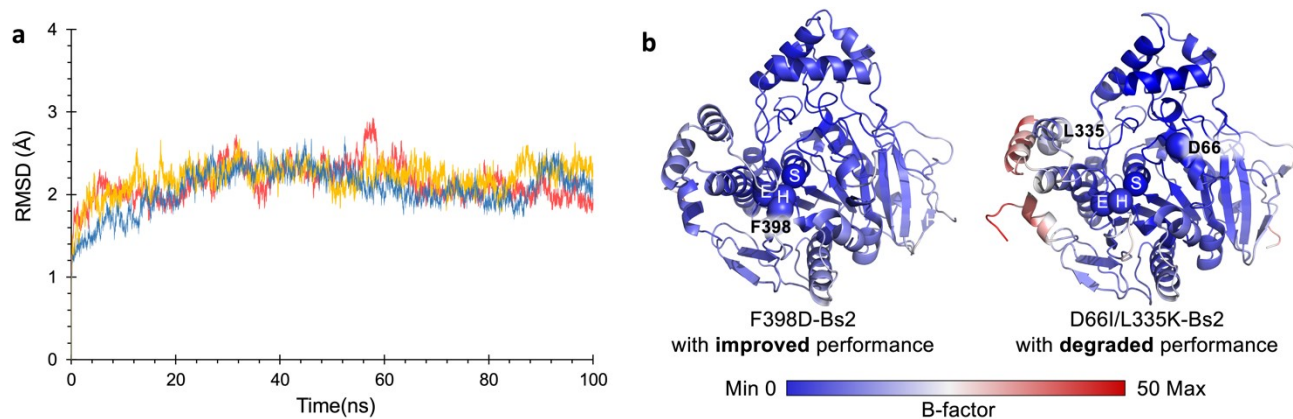 a
4
3
2
1
0
RMSD (Å)
0 20 40 60 80 100
Time(ns)
b
S
E H
F398
L335
D66
S
E H
F398D-Bs2
with improved performance
D66I/L335K-Bs2
with degraded performance
Min 0
50 Max
B-factor